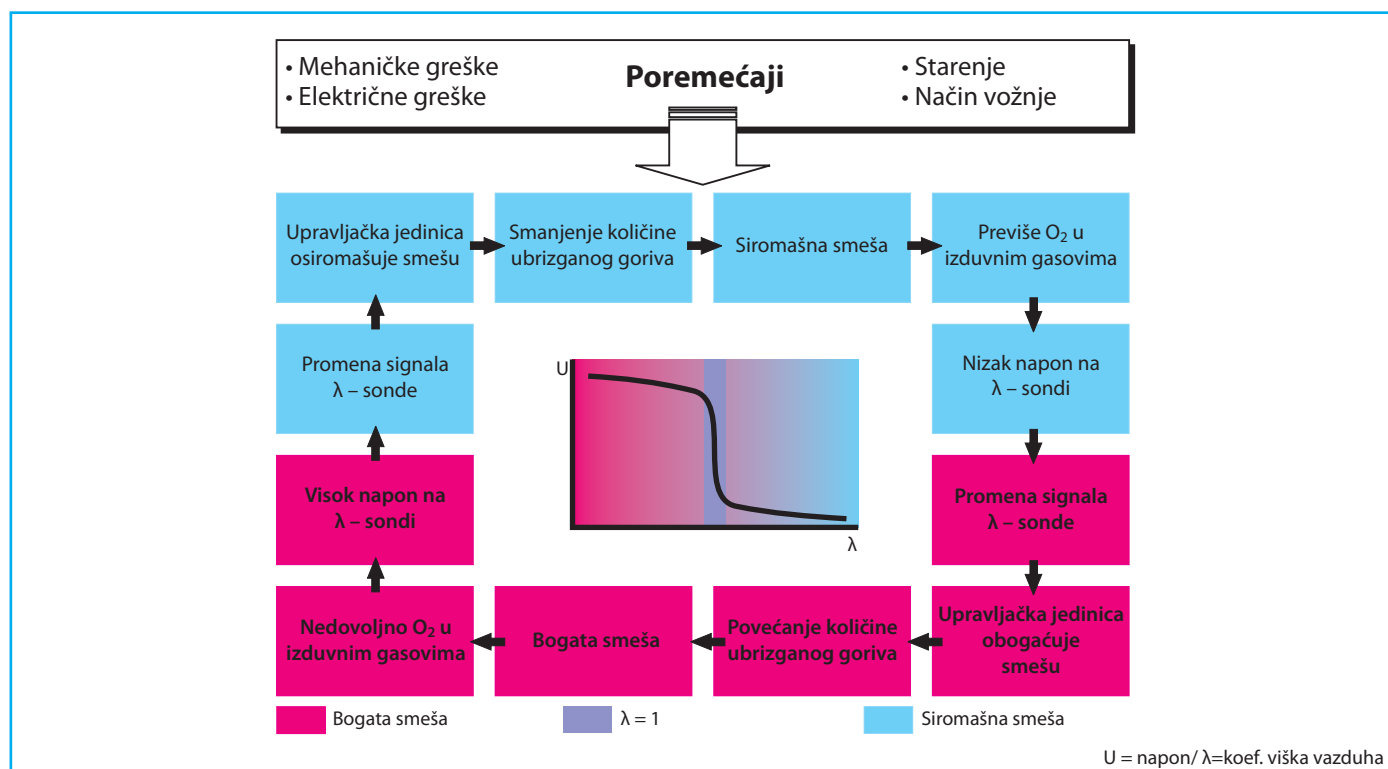 • Mehaničke greške
• Električne greške
Poremećaji
• Starenje
• Način vožnje
Upravljačka jedinica
osiromašuje smešu
Smanjenje količine
ubrizganog goriva
Siromašna smeša
Previše O₂ u
izduvnim gasovima
Promena signala
λ – sonde
U
λ
Nizak napon na
λ – sondi
Visok napon na
λ – sondi
Promena signala
λ – sonde
Nedovoljno O₂ u
izduvnim gasovima
Bogata smeša
Povećanje količine
ubrizganog goriva
Upravljačka jedinica
obogaćuje
smešu
Bogata smeša
λ = 1
Siromašna smeša
U = napon/ λ=koef. viška vazduha